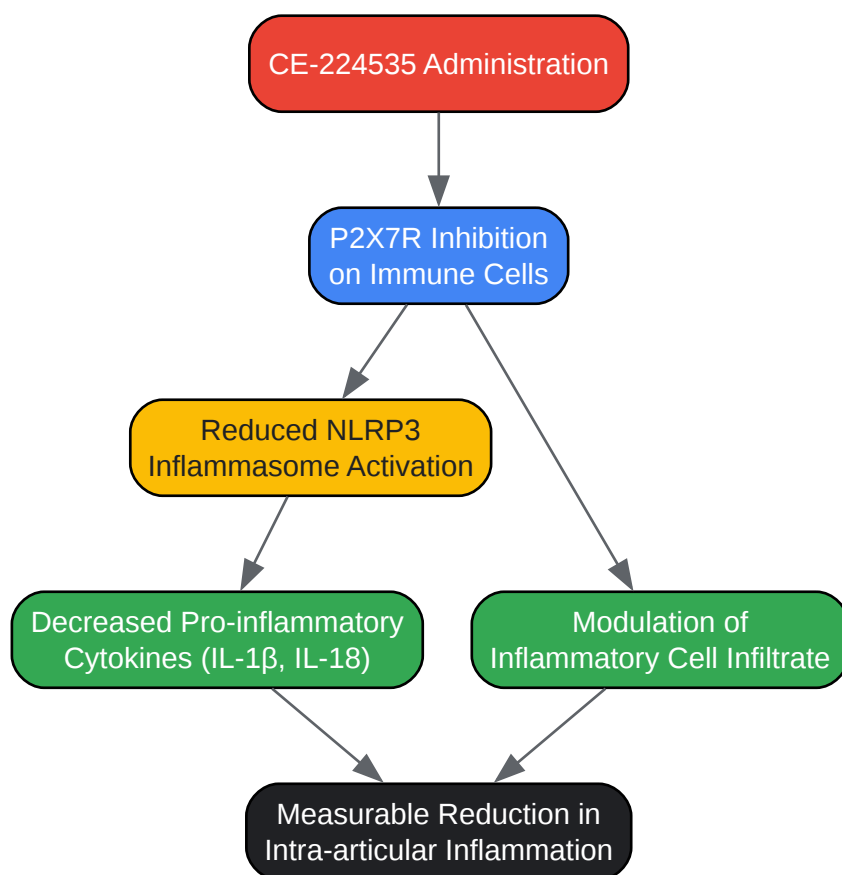 CE-224535 Administration
P2X7R Inhibition
on Immune Cells
Reduced NLRP3
Inflammasome Activation
Decreased Pro-inflammatory
Cytokines (IL-1β, IL-18)
Modulation of
Inflammatory Cell Infiltrate
Measurable Reduction in
Intra-articular Inflammation